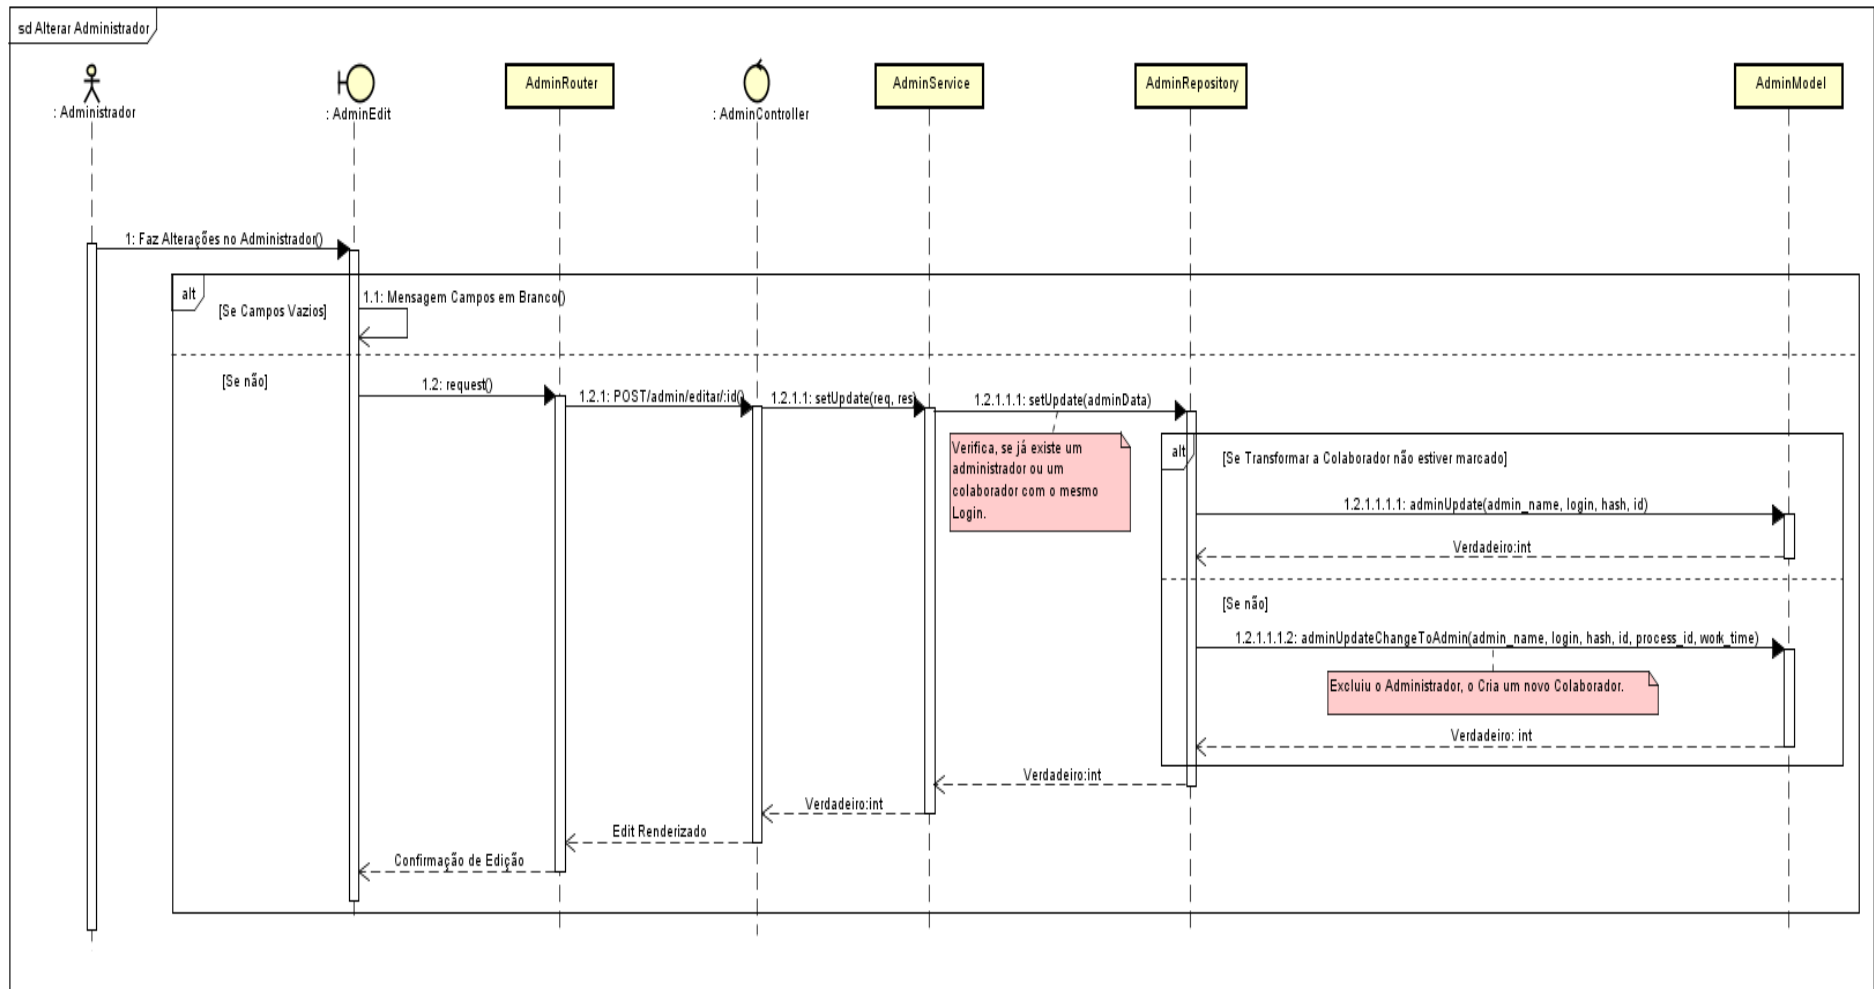 sd Alterar Administrador
: Administrador
: AdminEdit
AdminRouter
: AdminController
AdminService
AdminRepository
AdminModel
1: Faz Alterações no Administrador()
alt
[Se Campos Vazios]
1.1: Mensagem Campos em Branco()
[Se não]
1.2: request()
1.2.1: POST/admin/editar/:id()
1.2.1.1: setUpdate(req, res)
1.2.1.1.1: setUpdate(adminData)
Verifica, se já existe um
administrador ou um
colaborador com o mesmo
Login.
alt
[Se Transformar a Colaborador não estiver marcado]
1.2.1.1.1.1: adminUpdate(admin_name, login, hash, id)
Verdadeiro:int
[Se não]
1.2.1.1.1.2: adminUpdateChangeToAdmin(admin_name, login, hash, id, process_id, work_time)
Excluiu o Administrador, o Cria um novo Colaborador.
Verdadeiro: int
Verdadeiro:int
Verdadeiro:int
Edit Renderizado
Confirmação de Edição